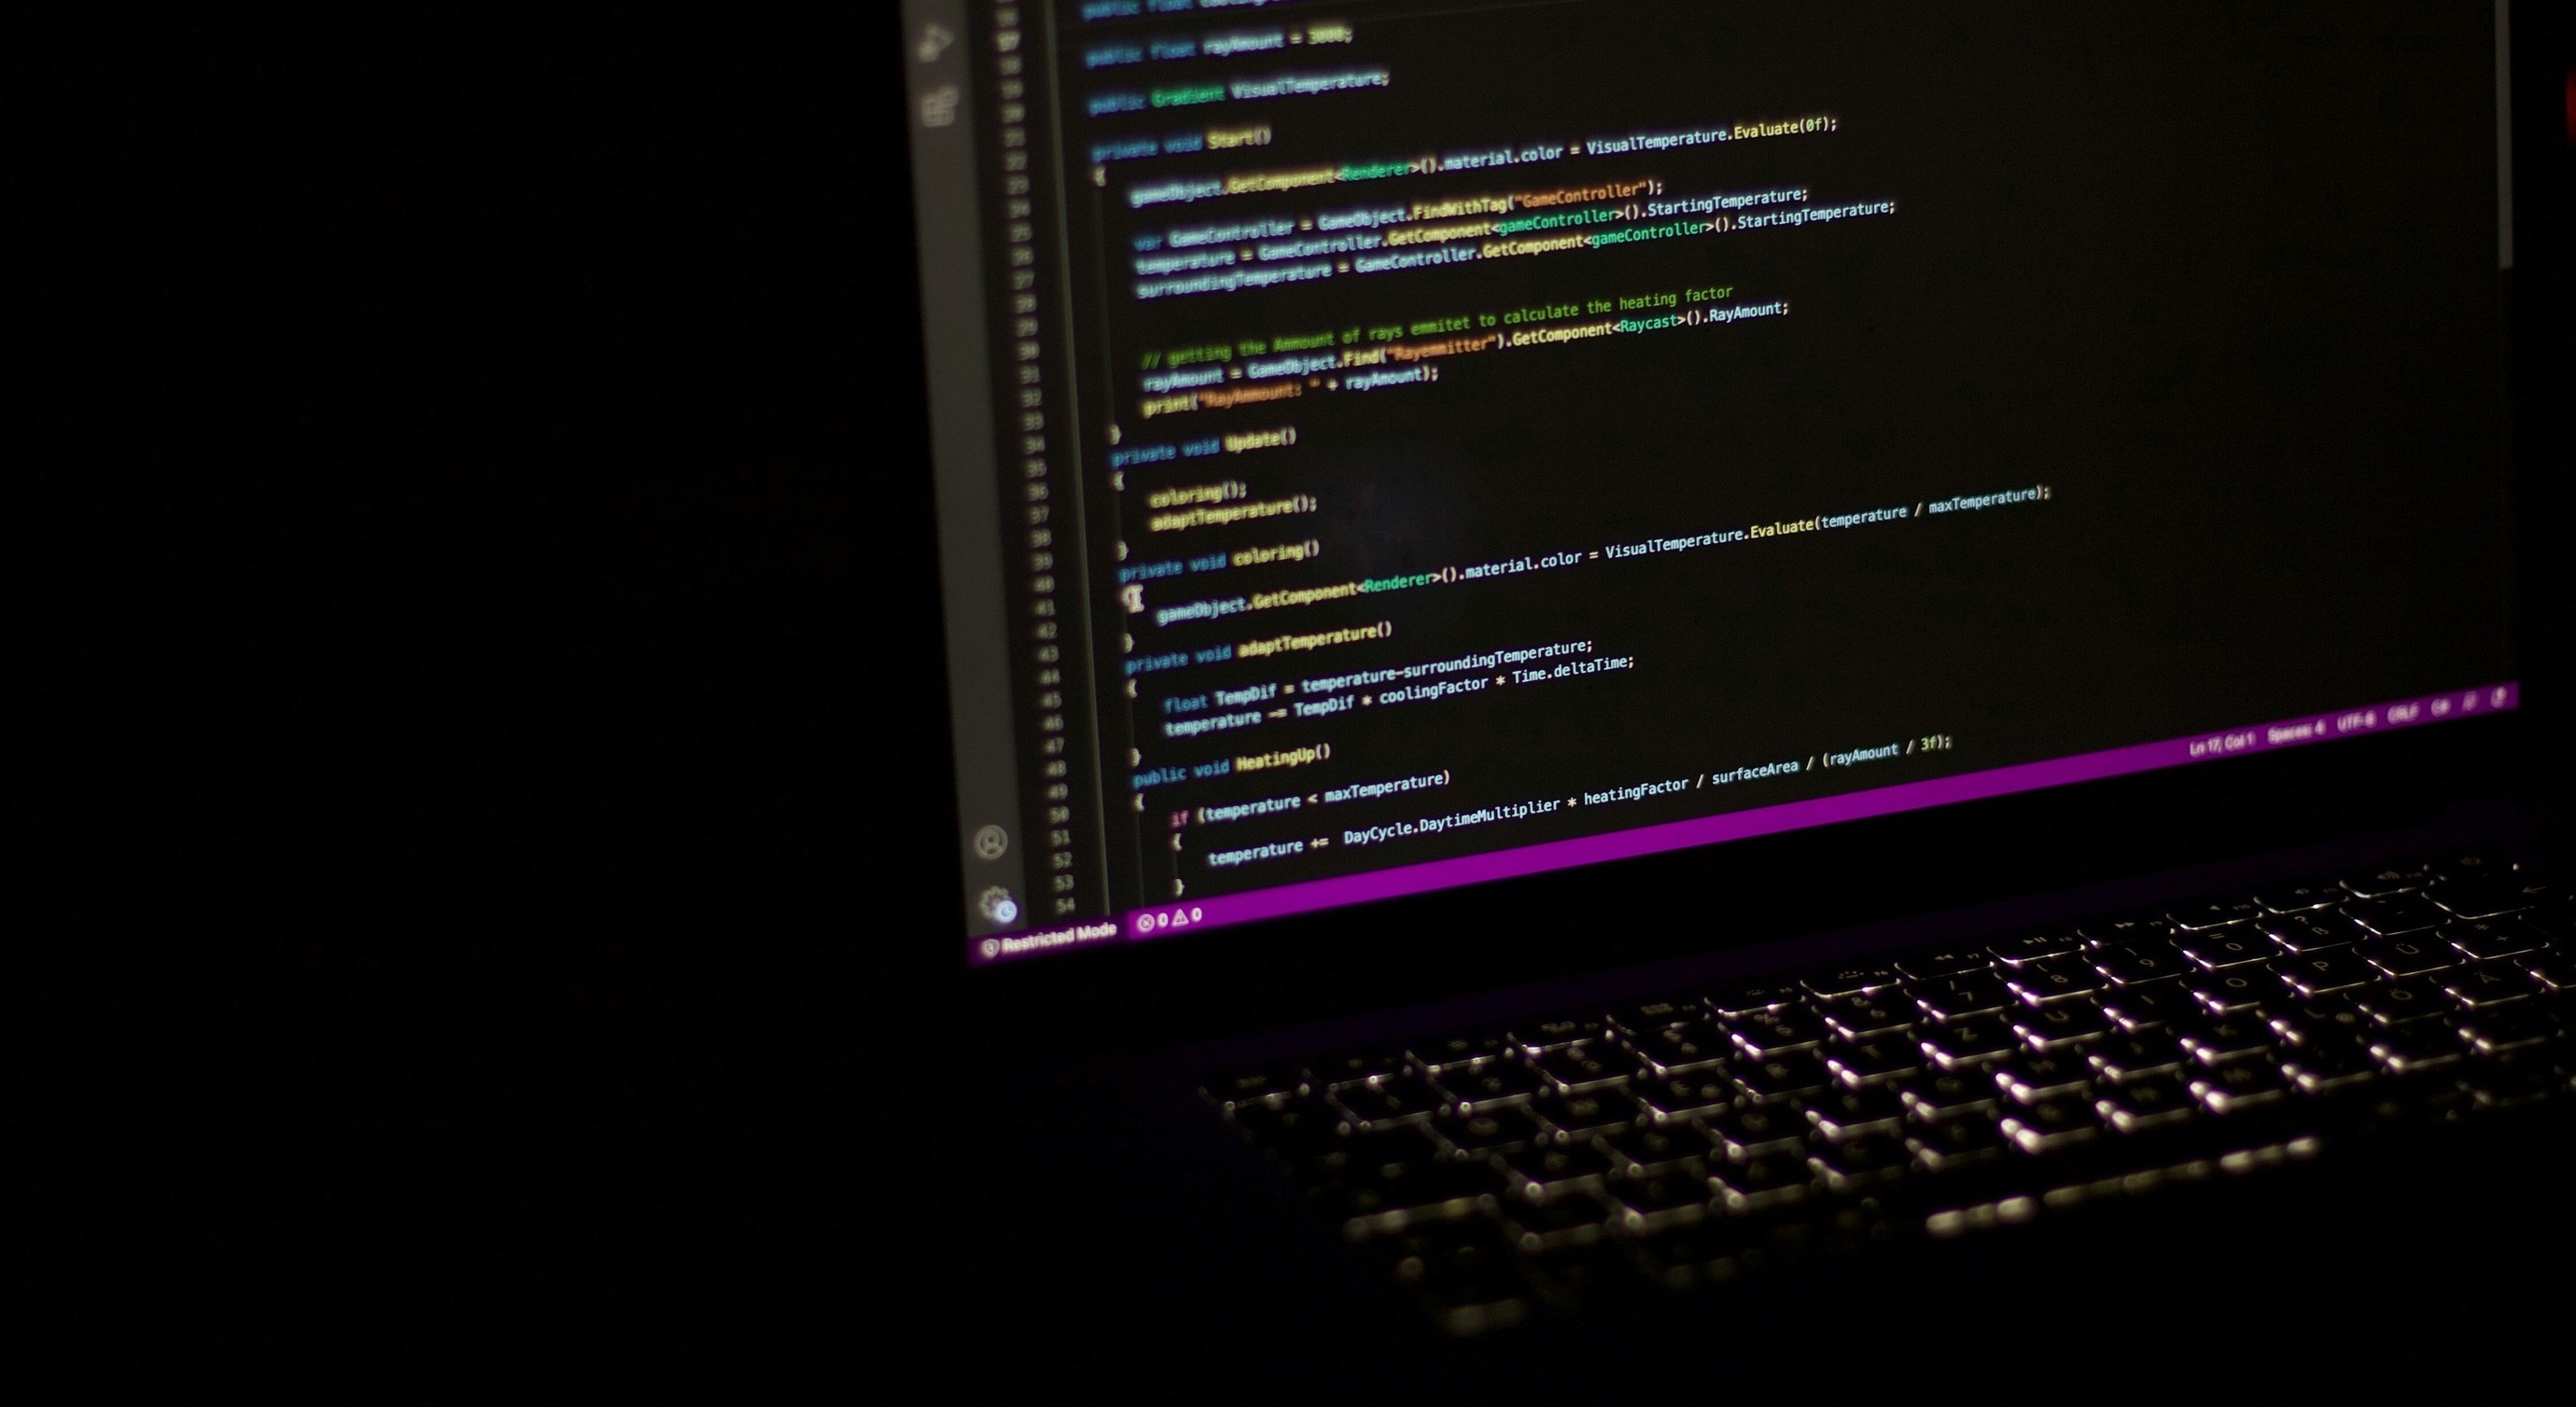 public float rayAmount = 3000;
public Gradient VisualTemperature;
private void Start()
{
gameObject.GetComponent<Renderer>().material.color = VisualTemperature.Evaluate(0f);
var GameController = GameObject.FindWithTag("GameController");
temperature = GameController.GetComponent<gameController>().StartingTemperature;
surroundingTemperature = GameController.GetComponent<gameController>().StartingTemperature;
// getting the Ammount of rays emmitet to calculate the heating factor
rayAmount = GameObject.Find("Rayemmitter").GetComponent<Raycast>().RayAmount;
print("RayAmmount: " + rayAmount);
}
private void Update()
{
coloring();
adaptTemperature();
}
private void coloring()
{
gameObject.GetComponent<Renderer>().material.color = VisualTemperature.Evaluate(temperature / maxTemperature);
}
private void adaptTemperature()
{
float TempDif = temperature-surroundingTemperature;
temperature -= TempDif * coolingFactor * Time.deltaTime;
}
public void HeatingUp()
{
if (temperature < maxTemperature)
{
temperature += DayCycle.DaytimeMultiplier * heatingFactor / surfaceArea / (rayAmount / 3f);
}
Restricted Mode 0 0 Ln 17, Col 1 Spaces: 4 UTF-8 CRLF C#